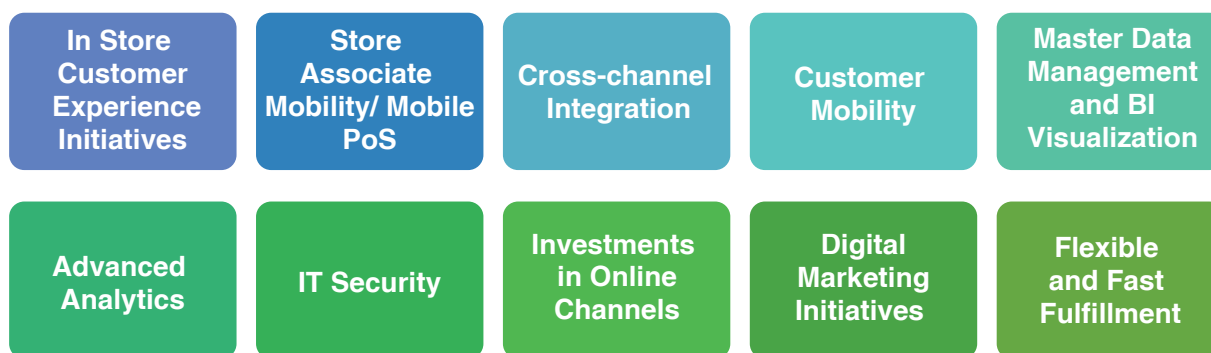 In Store
Customer
Experience
Initiatives
Store
Associate
Mobility/ Mobile
PoS
Cross-channel
Integration
Customer
Mobility
Master Data
Management
and BI
Visualization
Advanced
Analytics
IT Security
Investments
in Online
Channels
Digital
Marketing
Initiatives
Flexible
and Fast
Fulfillment